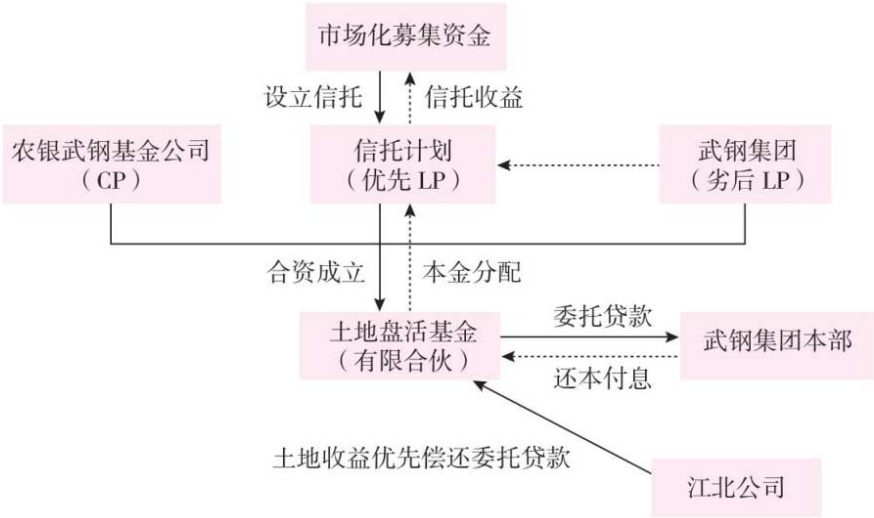 市场化募集资金
设立信托
信托收益
农银武钢基金公司
（CP）
信托计划
（优先 LP）
武钢集团
（劣后 LP）
合资成立
本金分配
土地盘活基金
（有限合伙）
委托贷款
还本付息
武钢集团本部
土地收益优先偿还委托贷款
江北公司